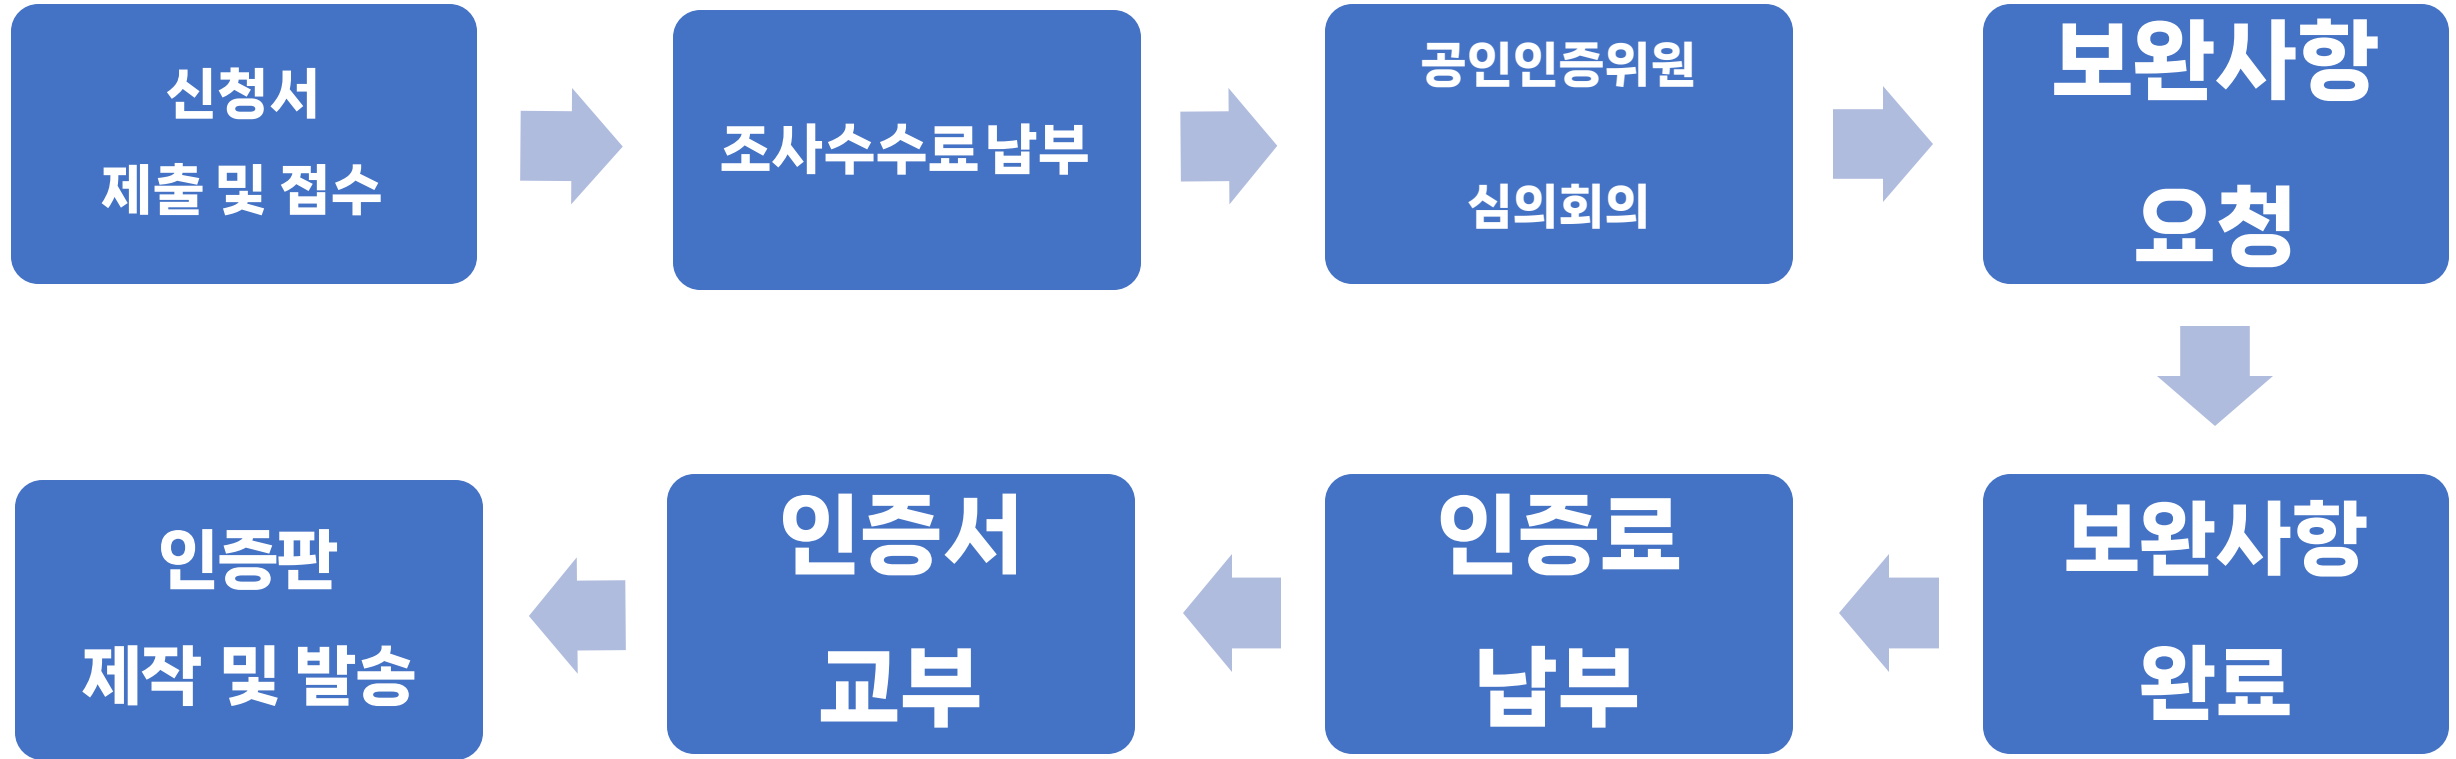 신청서
제출 및 접수
조사수수료납부
공인인증위원
심의회의
보완사항
요청
보완사항
완료
인증료
납부
인증서
교부
인증판
제작 및 발송